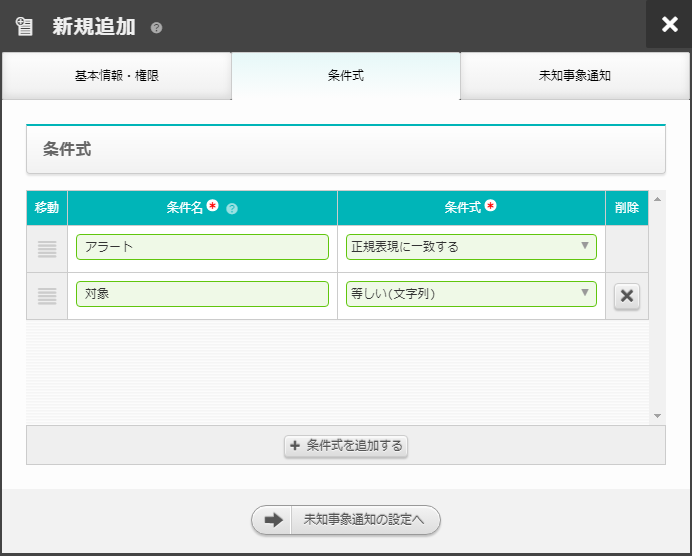 新規追加
基本情報・権限 条件式 未知事象通知
条件式
移動 条件名 * ? 条件式 * 削除
アラート 正規表現に一致する
対象 等しい(文字列)
+ 条件式を追加する
未知事象通知の設定へ